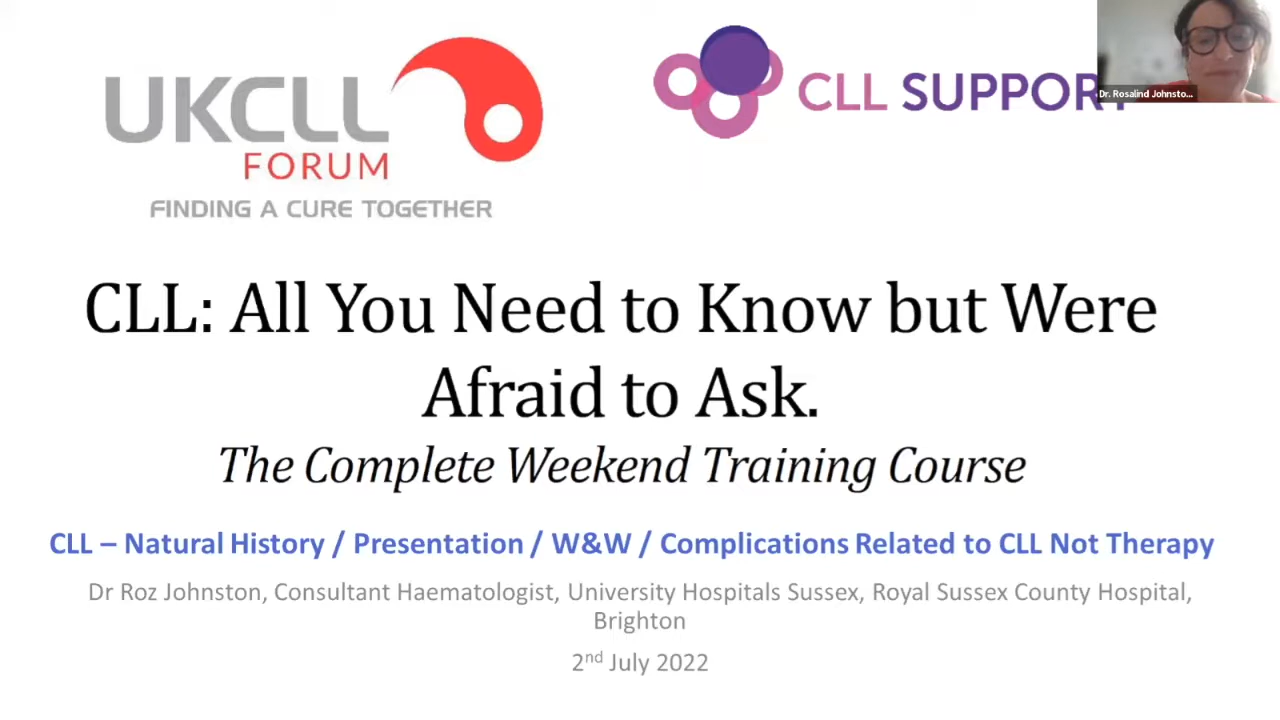 UKCLL
FORUM
FINDING A CURE TOGETHER
CLL SUPPORT
Dr. Rosalind Johnsto...
CLL: All You Need to Know but Were
Afraid to Ask.
The Complete Weekend Training Course
CLL – Natural History / Presentation / W&W / Complications Related to CLL Not Therapy
Dr Roz Johnston, Consultant Haematologist, University Hospitals Sussex, Royal Sussex County Hospital,
Brighton
2nd July 2022